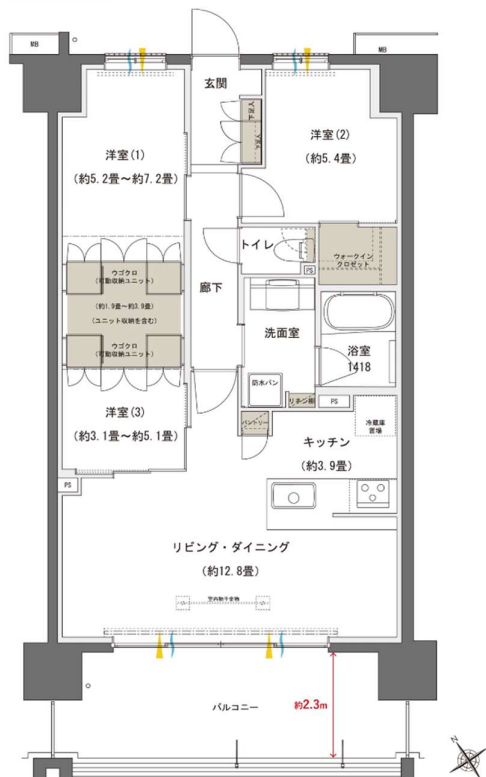 MB
MB
玄関
下足入
下足入
洋室(1)
(約5.2畳～約7.2畳)
洋室(2)
(約5.4畳)
トイレ
PS
ウォークイン
クロゼット
廊下
ウゴクロ
(可動収納ユニット)
(約1.9畳～約3.9畳)
(ユニット収納を含む)
ウゴクロ
(可動収納ユニット)
洗面室
浴室
1418
防水パン
リネン棚
PS
洋室(3)
(約3.1畳～約5.1畳)
パントリー
冷蔵庫
置場
キッチン
(約3.9畳)
PS
リビング・ダイニング
(約12.8畳)
室内物干金物
バルコニー
約2.3m
N